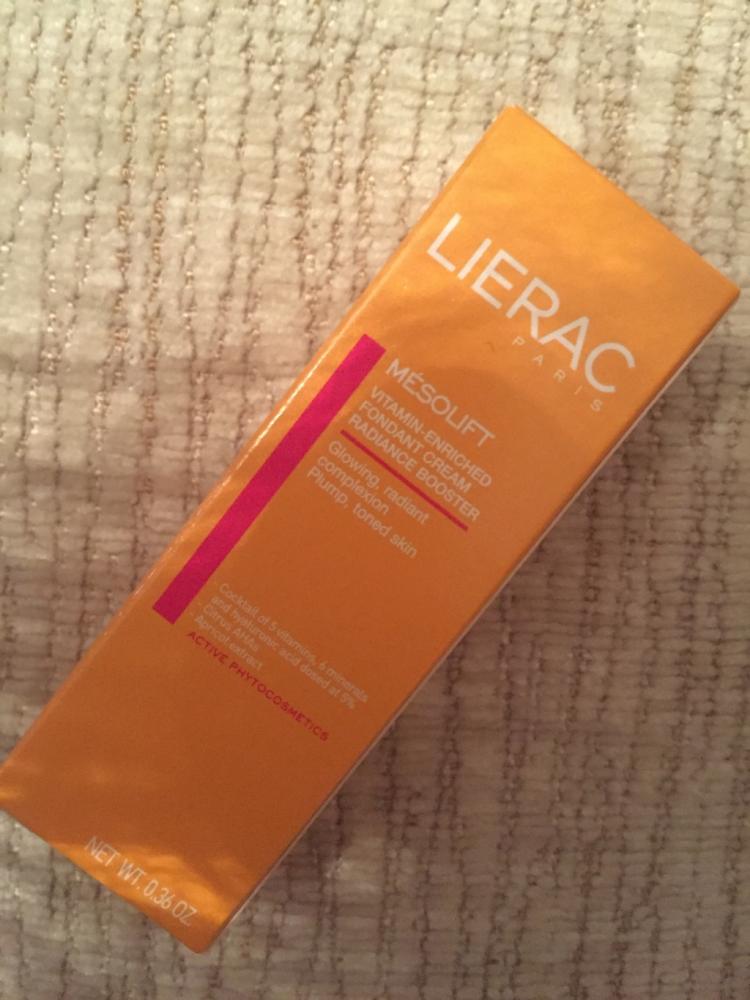 LIERAC
PARIS
MÉSOLIFT
VITAMIN-ENRICHED
FONDANT CREAM
RADIANCE BOOSTER
Glowing, radiant
complexion
Plump, toned skin
- Cocktail of 5 vitamins, 6 minerals
and hyaluronic acid dosed at 5%
- Citrus AHAs
- Apricot extract
ACTIVE PHYTOCOSMETICS
NET WT. 0.36 OZ